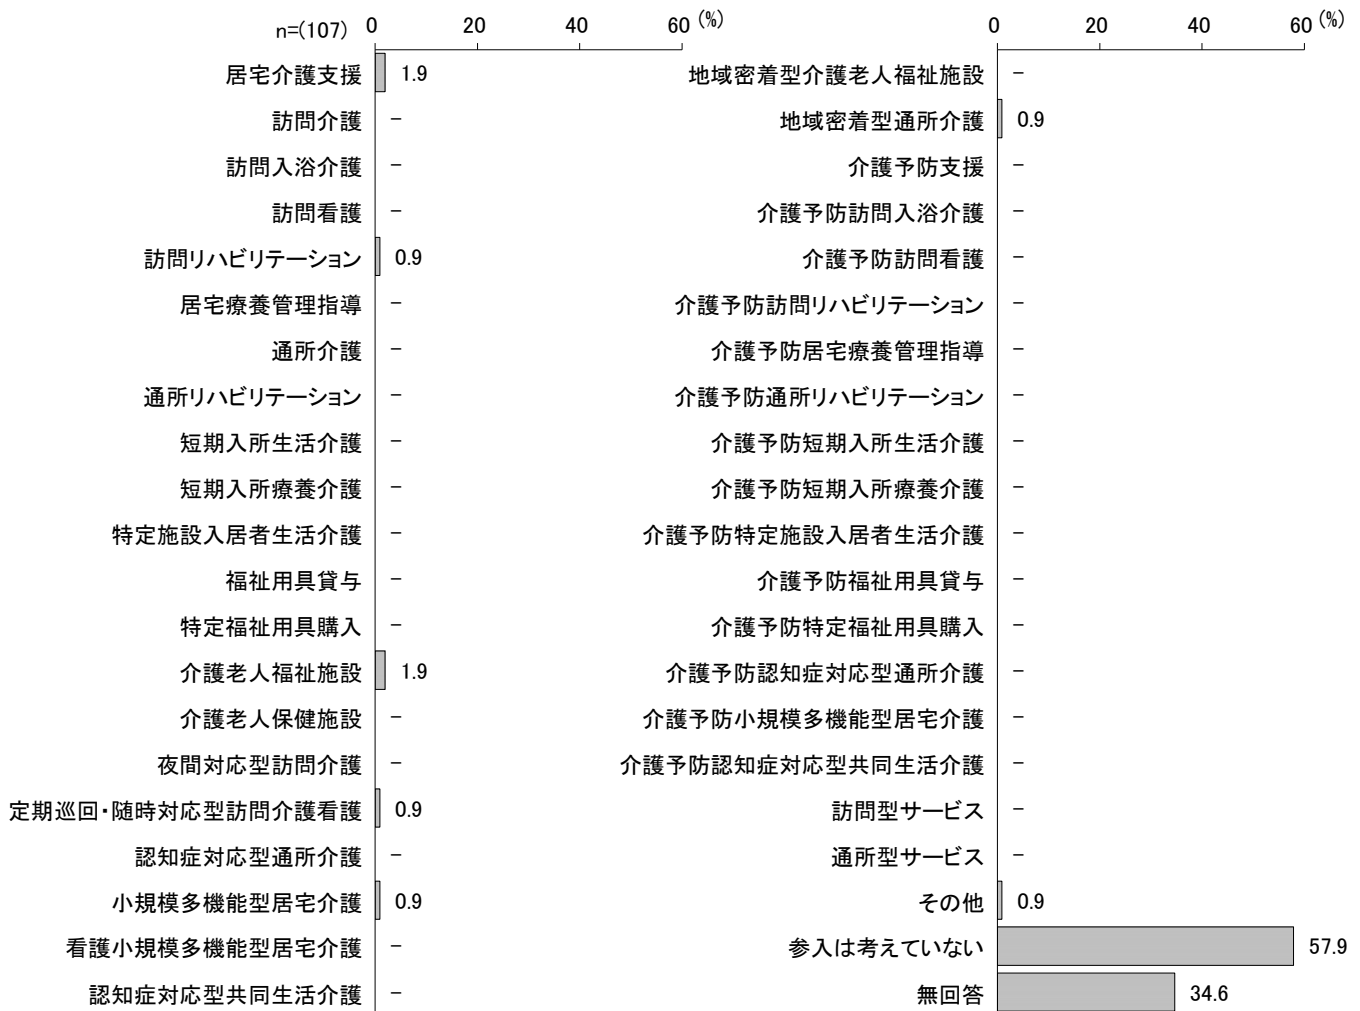 n=(107)
0 20 40 60 (%)
居宅介護支援 1.9
訪問介護 -
訪問入浴介護 -
訪問看護 -
訪問リハビリテーション 0.9
居宅療養管理指導 -
通所介護 -
通所リハビリテーション -
短期入所生活介護 -
短期入所療養介護 -
特定施設入居者生活介護 -
福祉用具貸与 -
特定福祉用具購入 -
介護老人福祉施設 1.9
介護老人保健施設 -
夜間対応型訪問介護 -
定期巡回・随時対応型訪問介護看護 0.9
認知症対応型通所介護 -
小規模多機能型居宅介護 0.9
看護小規模多機能型居宅介護 -
認知症対応型共同生活介護 -
0 20 40 60 (%)
地域密着型介護老人福祉施設 -
地域密着型通所介護 0.9
介護予防支援 -
介護予防訪問入浴介護 -
介護予防訪問看護 -
介護予防訪問リハビリテーション -
介護予防居宅療養管理指導 -
介護予防通所リハビリテーション -
介護予防短期入所生活介護 -
介護予防短期入所療養介護 -
介護予防特定施設入居者生活介護 -
介護予防福祉用具貸与 -
介護予防特定福祉用具購入 -
介護予防認知症対応型通所介護 -
介護予防小規模多機能型居宅介護 -
介護予防認知症対応型共同生活介護 -
訪問型サービス -
通所型サービス -
その他 0.9
参入は考えていない 57.9
無回答 34.6